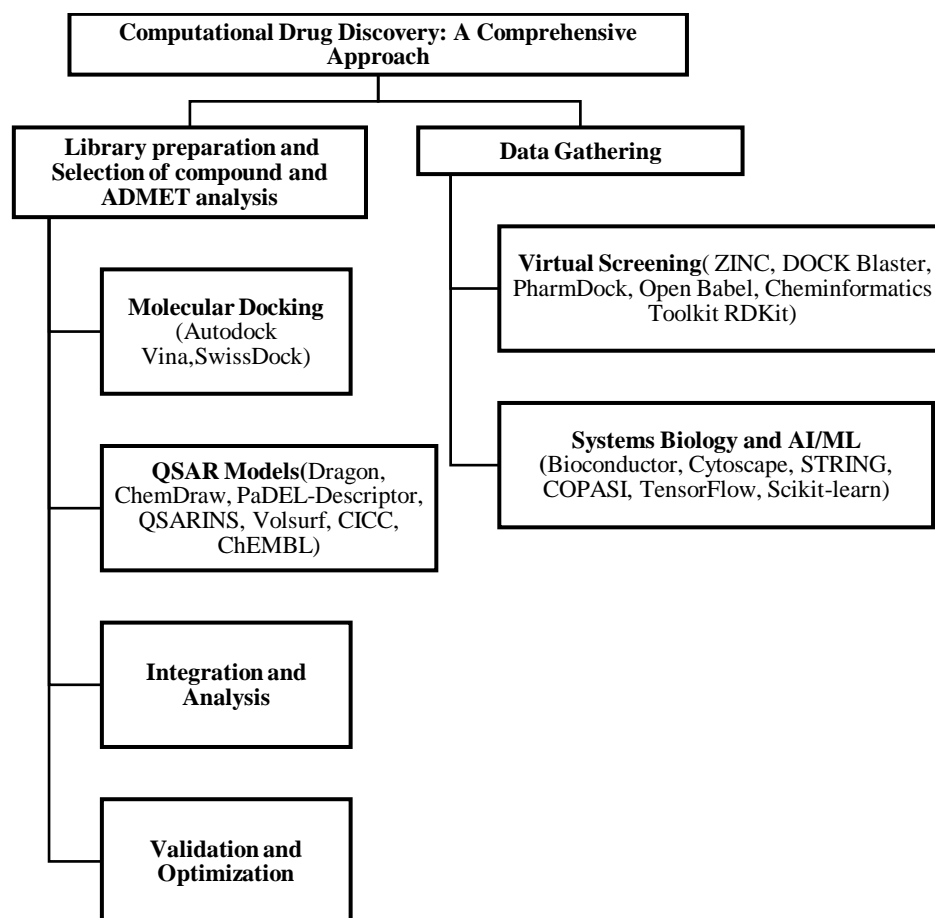 Computational Drug Discovery: A Comprehensive
Approach
Library preparation and
Selection of compound and
ADMET analysis
Data Gathering
Molecular Docking
(Autodock
Vina,SwissDock)
QSAR Models(Dragon,
ChemDraw, PaDEL-Descriptor,
QSARINS, Volsurf, CICC,
ChEMBL)
Integration and
Analysis
Validation and
Optimization
Virtual Screening( ZINC, DOCK Blaster,
PharmDock, Open Babel, Cheminformatics
Toolkit RDKit)
Systems Biology and AI/ML
(Bioconductor, Cytoscape, STRING,
COPASI, TensorFlow, Scikit-learn)